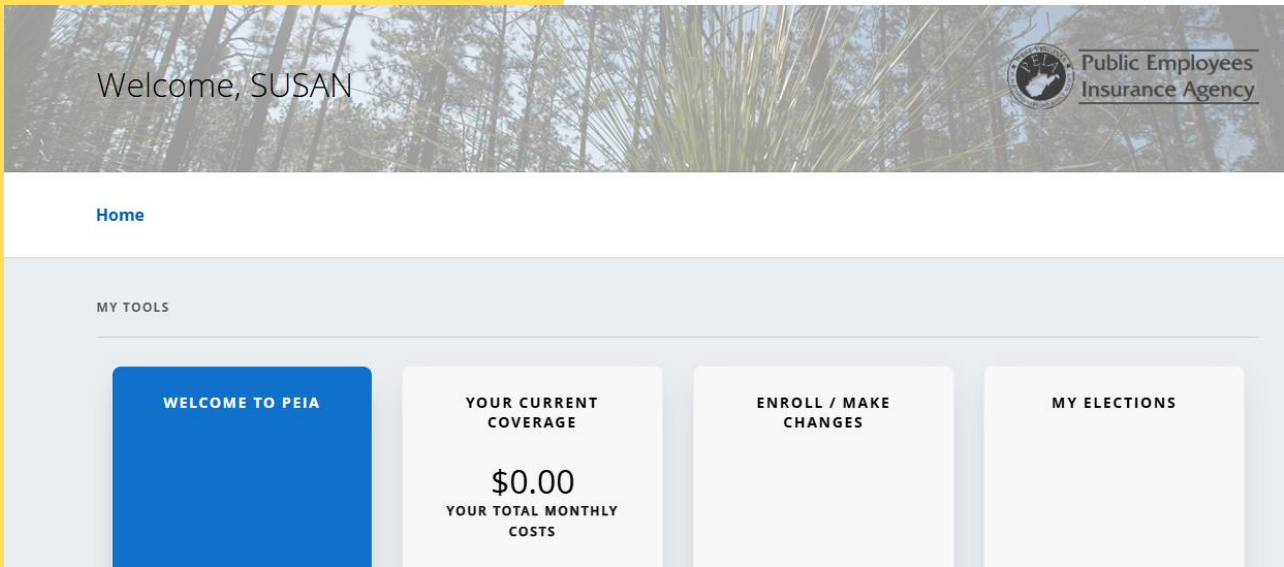 Welcome, SUSAN
Public Employees
Insurance Agency
Home
MY TOOLS
WELCOME TO PEIA
YOUR CURRENT
COVERAGE
$0.00
YOUR TOTAL MONTHLY
COSTS
ENROLL / MAKE
CHANGES
MY ELECTIONS